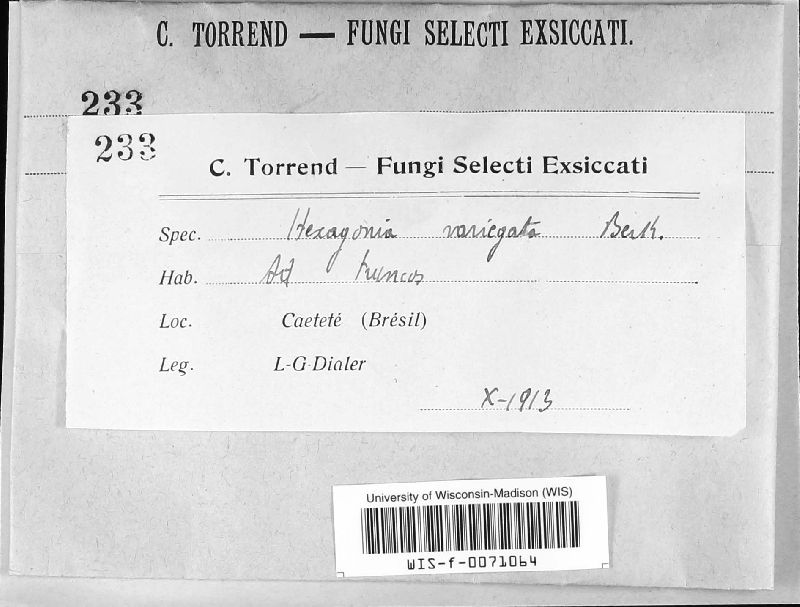 C. TORREND — FUNGI SELECTI EXSICCATI.
233
233
C. Torrend — Fungi Selecti Exsiccati
Spec. Hexagonia variegata Berk.
Hab. Ad truncos
Loc. Caeteté (Brésil)
Leg. L-G-Dialer
X-1913
University of Wisconsin-Madison (WIS)
WIS-f-0071064